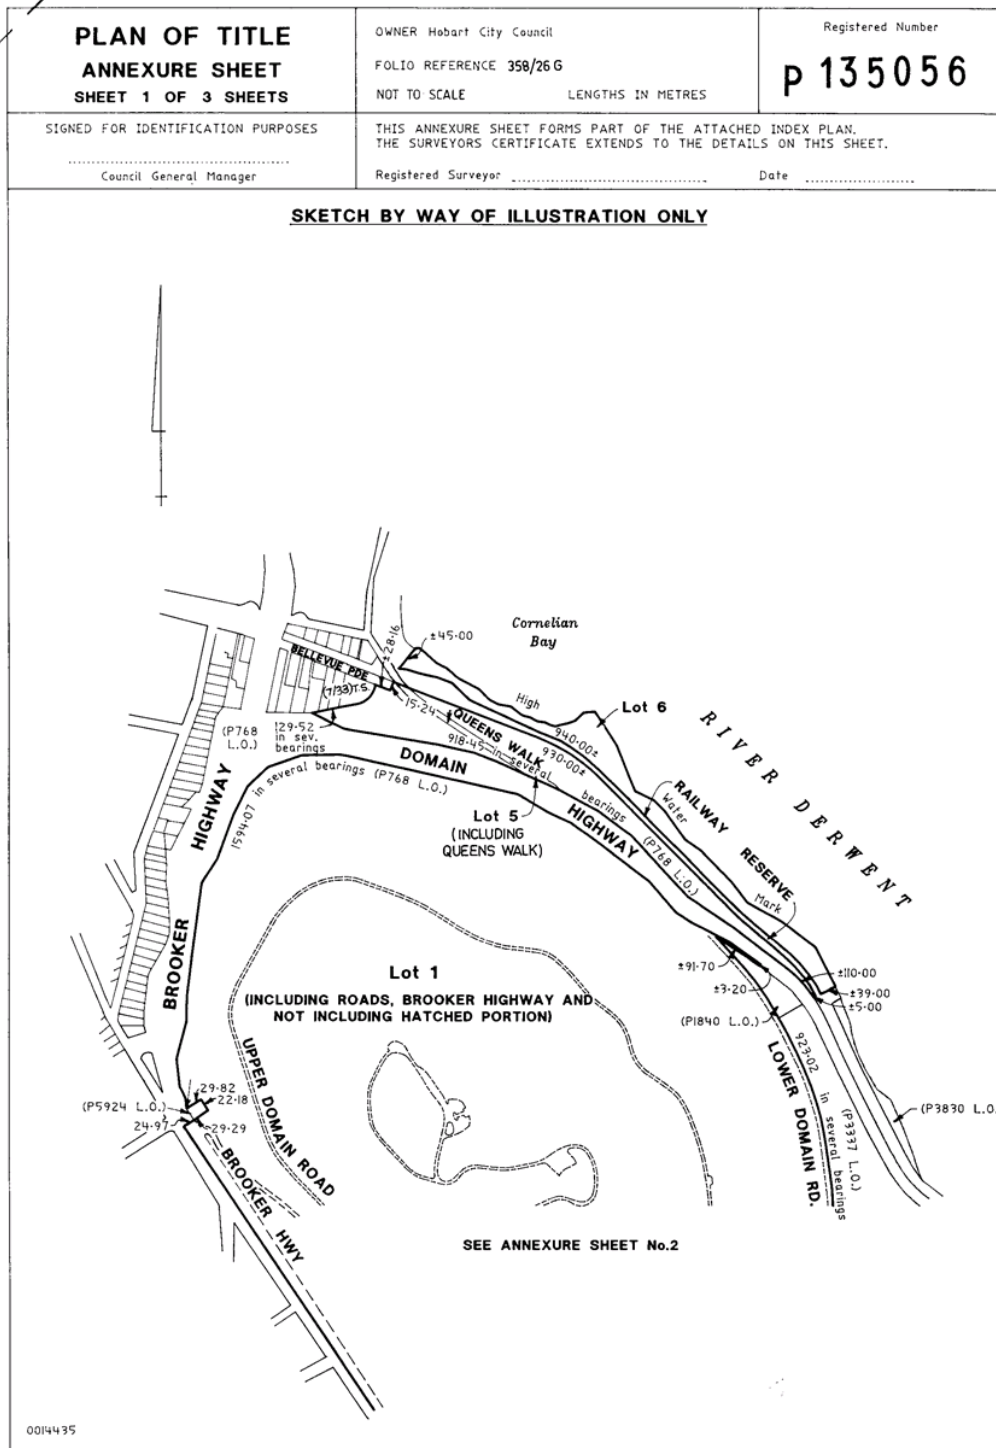 PLAN OF TITLE
ANNEXURE SHEET
SHEET 1 OF 3 SHEETS
OWNER Hobart City Council
FOLIO REFERENCE 358/26 G
NOT TO SCALE LENGTHS IN METRES
Registered Number
P 135056
SIGNED FOR IDENTIFICATION PURPOSES
Council General Manager
THIS ANNEXURE SHEET FORMS PART OF THE ATTACHED INDEX PLAN.
THE SURVEYORS CERTIFICATE EXTENDS TO THE DETAILS ON THIS SHEET.
Registered Surveyor
Date
SKETCH BY WAY OF ILLUSTRATION ONLY
Cornelian
Bay
±45·00
±28·16
BELLEVUE PDE
(7/33)T.S.
15·24
High
Lot 6
RIVER DERWENT
QUEENS WALK
940·00±
930·00±
918·45 in several
bearings
(P768 L.O.)
129·52
in sev.
bearings
(P768
L.O.)
DOMAIN
HIGHWAY
1594·07 in several bearings (P768 L.O.)
BROOKER
HIGHWAY
RAILWAY
RESERVE
Water
Mark
Lot 5
(INCLUDING
QUEENS WALK)
Lot 1
(INCLUDING ROADS, BROOKER HIGHWAY AND
NOT INCLUDING HATCHED PORTION)
±91·70
±3·20
±110·00
±39·00
±5·00
(P1840 L.O.)
923·02
in
several bearings
(P3337 L.O.)
LOWER DOMAIN RD.
(P3830 L.O.
UPPER DOMAIN ROAD
29·82
22·18
(P5924 L.O.)
24·97
29·29
BROOKER HWY
SEE ANNEXURE SHEET No.2
0014435